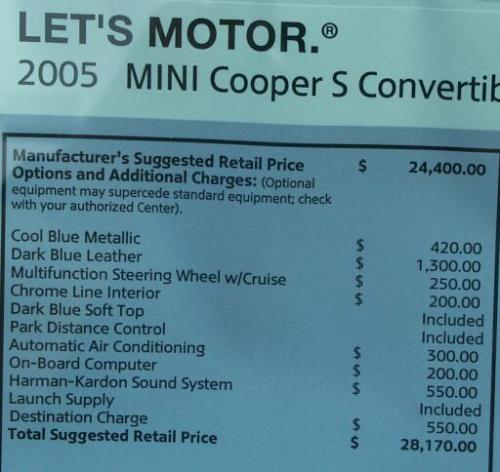 LET'S MOTOR.®
2005 MINI Cooper S Convertib
Manufacturer's Suggested Retail Price $ 24,400.00
Options and Additional Charges: (Optional
equipment may supercede standard equipment; check
with your authorized Center).
Cool Blue Metallic $ 420.00
Dark Blue Leather $ 1,300.00
Multifunction Steering Wheel w/Cruise $ 250.00
Chrome Line Interior $ 200.00
Dark Blue Soft Top Included
Park Distance Control Included
Automatic Air Conditioning $ 300.00
On-Board Computer $ 200.00
Harman-Kardon Sound System $ 550.00
Launch Supply Included
Destination Charge $ 550.00
Total Suggested Retail Price $ 28,170.00